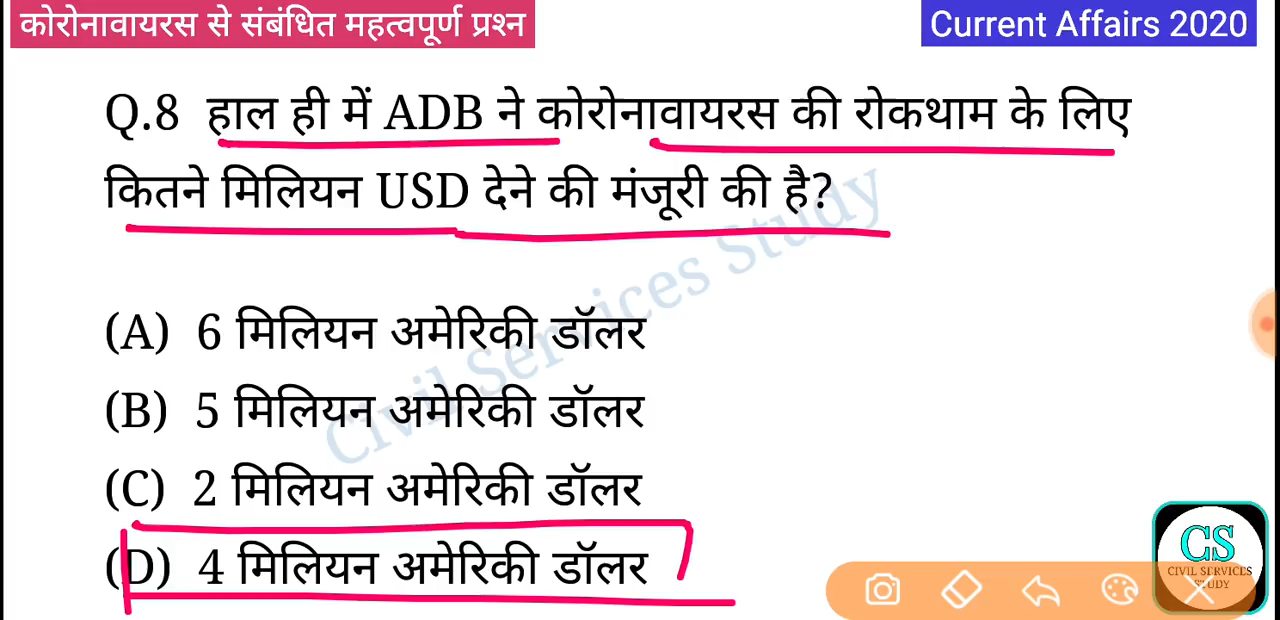 कोरोनावायरस से संबंधित महत्वपूर्ण प्रश्न
Current Affairs 2020
Q.8 हाल ही में ADB ने कोरोनावायरस की रोकथाम के लिए
कितने मिलियन USD देने की मंजूरी की है?
(A) 6 मिलियन अमेरिकी डॉलर
(B) 5 मिलियन अमेरिकी डॉलर
(C) 2 मिलियन अमेरिकी डॉलर
(D) 4 मिलियन अमेरिकी डॉलर
Civil Services Study
CS
CIVIL SERVICES
STUDY